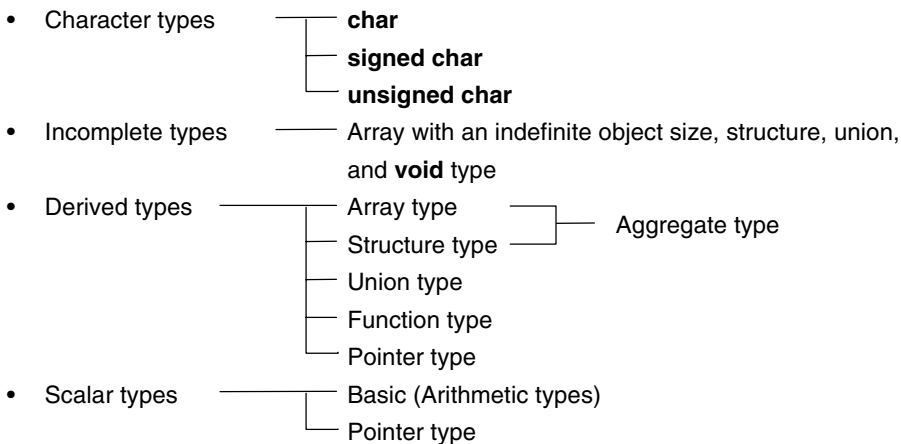 • Character types char
signed char
unsigned char
• Incomplete types Array with an indefinite object size, structure, union,
and void type
• Derived types Array type
Structure type Aggregate type
Union type
Function type
Pointer type
• Scalar types Basic (Arithmetic types)
Pointer type